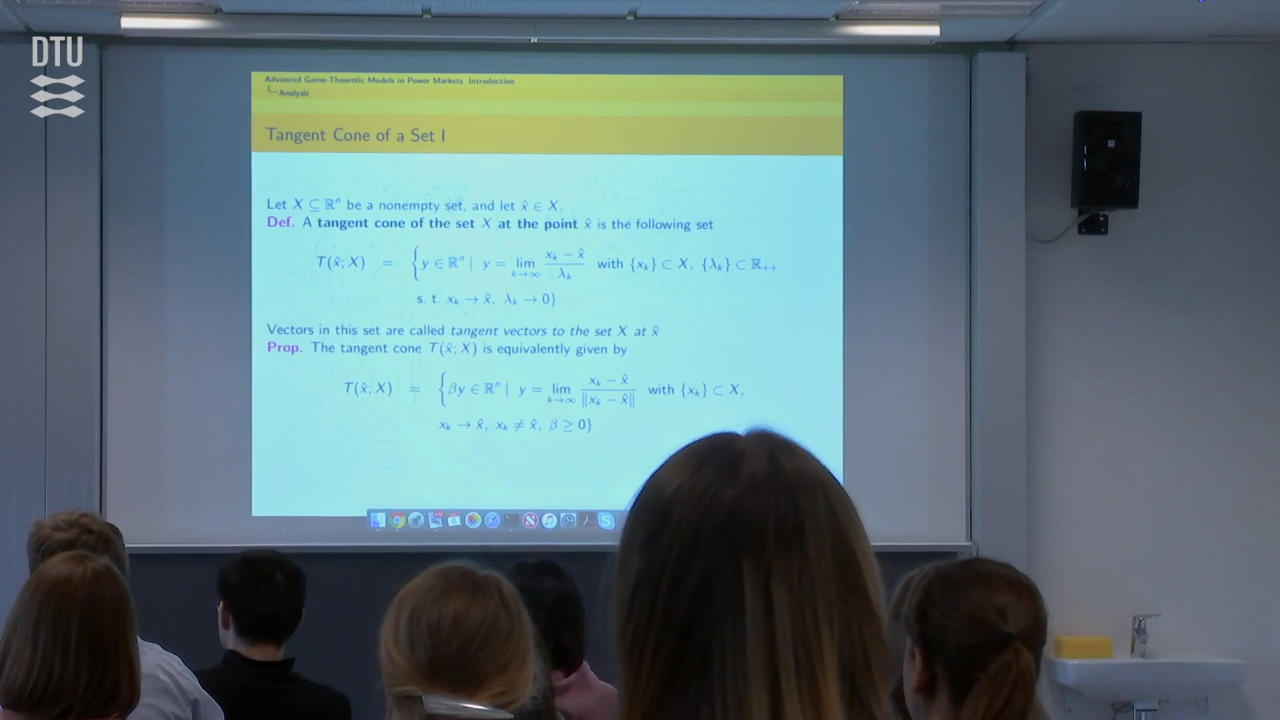 DTU
Advanced Game-Theoretic Models in Power Markets Introduction
Analysis
Tangent Cone of a Set I
Let X ⊆ ℝⁿ be a nonempty set, and let x̂ ∈ X.
Def. A tangent cone of the set X at the point x̂ is the following set
T(x̂; X) = {y ∈ ℝⁿ | y = lim_{k→∞} (x_k − x̂)/λ_k with {x_k} ⊂ X, {λ_k} ⊂ ℝ₊₊
s. t. x_k → x̂, λ_k → 0}
Vectors in this set are called tangent vectors to the set X at x̂
Prop. The tangent cone T(x̂; X) is equivalently given by
T(x̂; X) = {βy ∈ ℝⁿ | y = lim_{k→∞} (x_k − x̂)/‖x_k − x̂‖ with {x_k} ⊂ X,
x_k → x̂, x_k ≠ x̂, β ≥ 0}